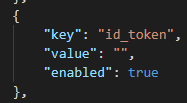 },
{
"key": "id_token",
"value": "",
"enabled": true
},